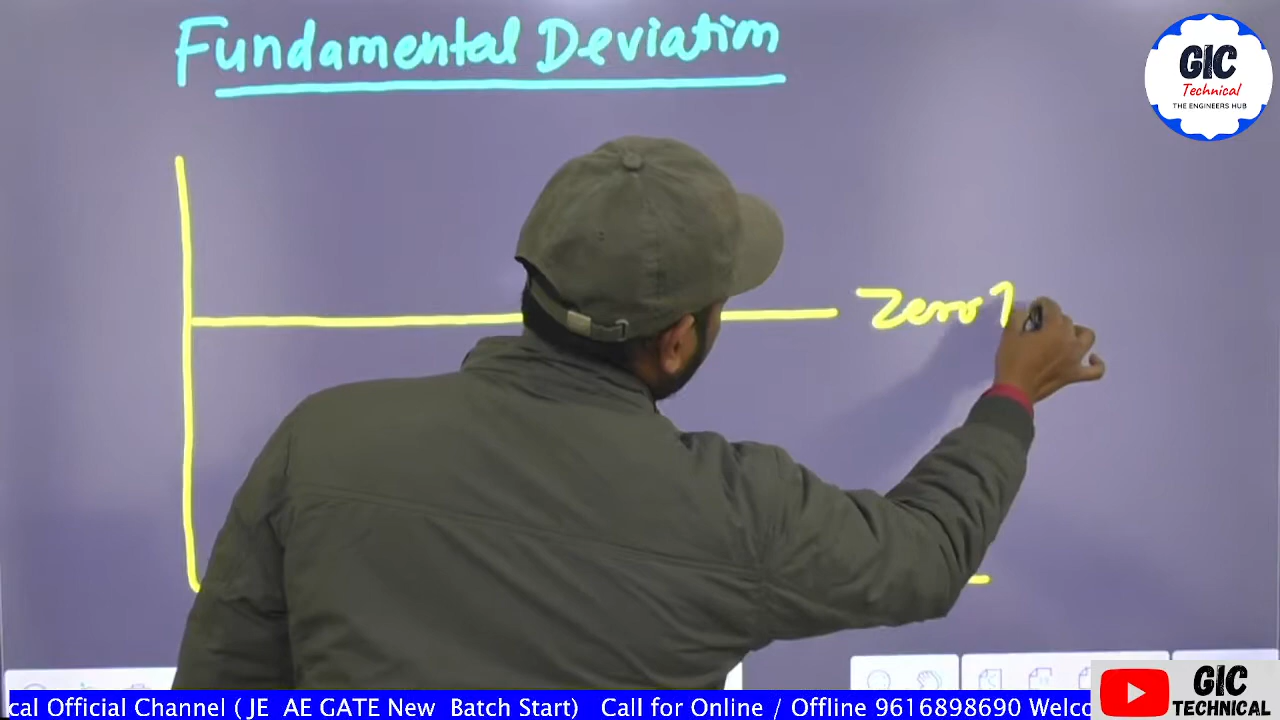 Fundamental Deviation
GIC
Technical
THE ENGINEERS HUB
Zero
cal Official Channel ( JE AE GATE New Batch Start) Call for Online / Offline 9616898690 Welco
GIC
TECHNICAL